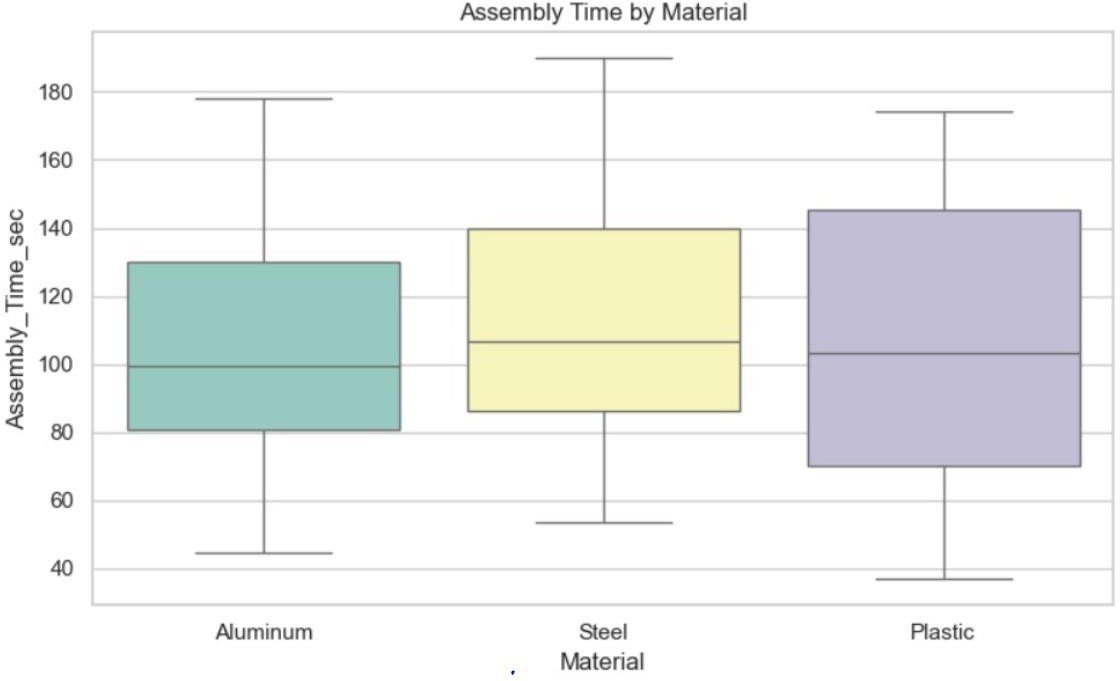 Assembly Time by Material
Assembly_Time_sec
180
160
140
120
100
80
60
40
Aluminum Steel Plastic
Material